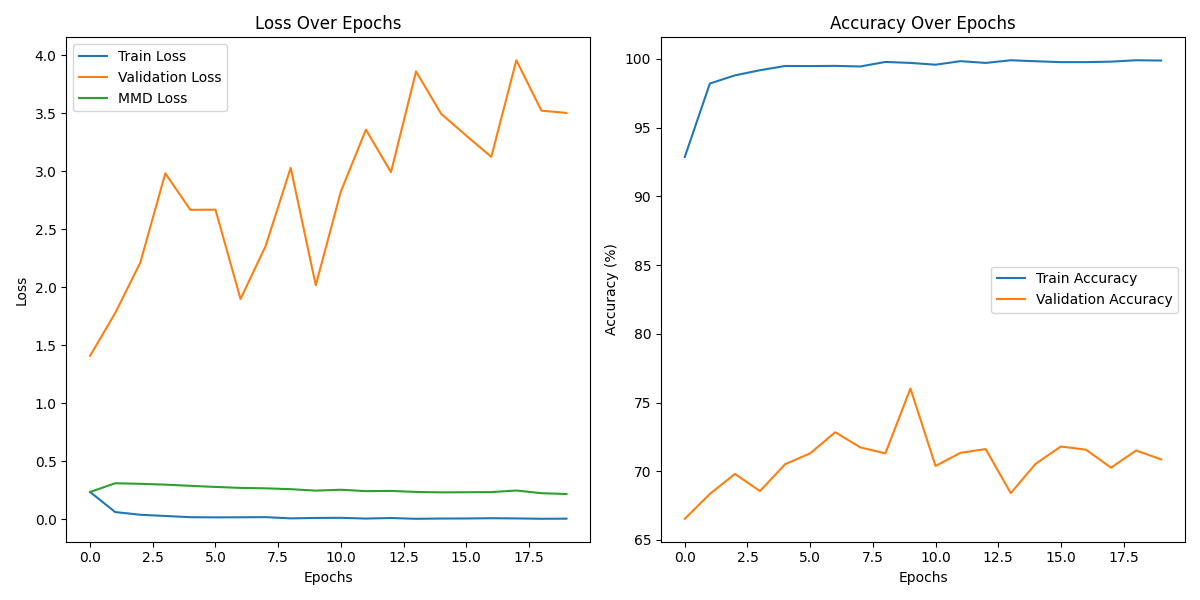 Loss Over Epochs
Train Loss
Validation Loss
MMD Loss
4.0
3.5
3.0
2.5
2.0
1.5
1.0
0.5
0.0
Loss
0.0 2.5 5.0 7.5 10.0 12.5 15.0 17.5
Epochs
Accuracy Over Epochs
100
95
90
85
80
75
70
65
Accuracy (%)
Train Accuracy
Validation Accuracy
0.0 2.5 5.0 7.5 10.0 12.5 15.0 17.5
Epochs